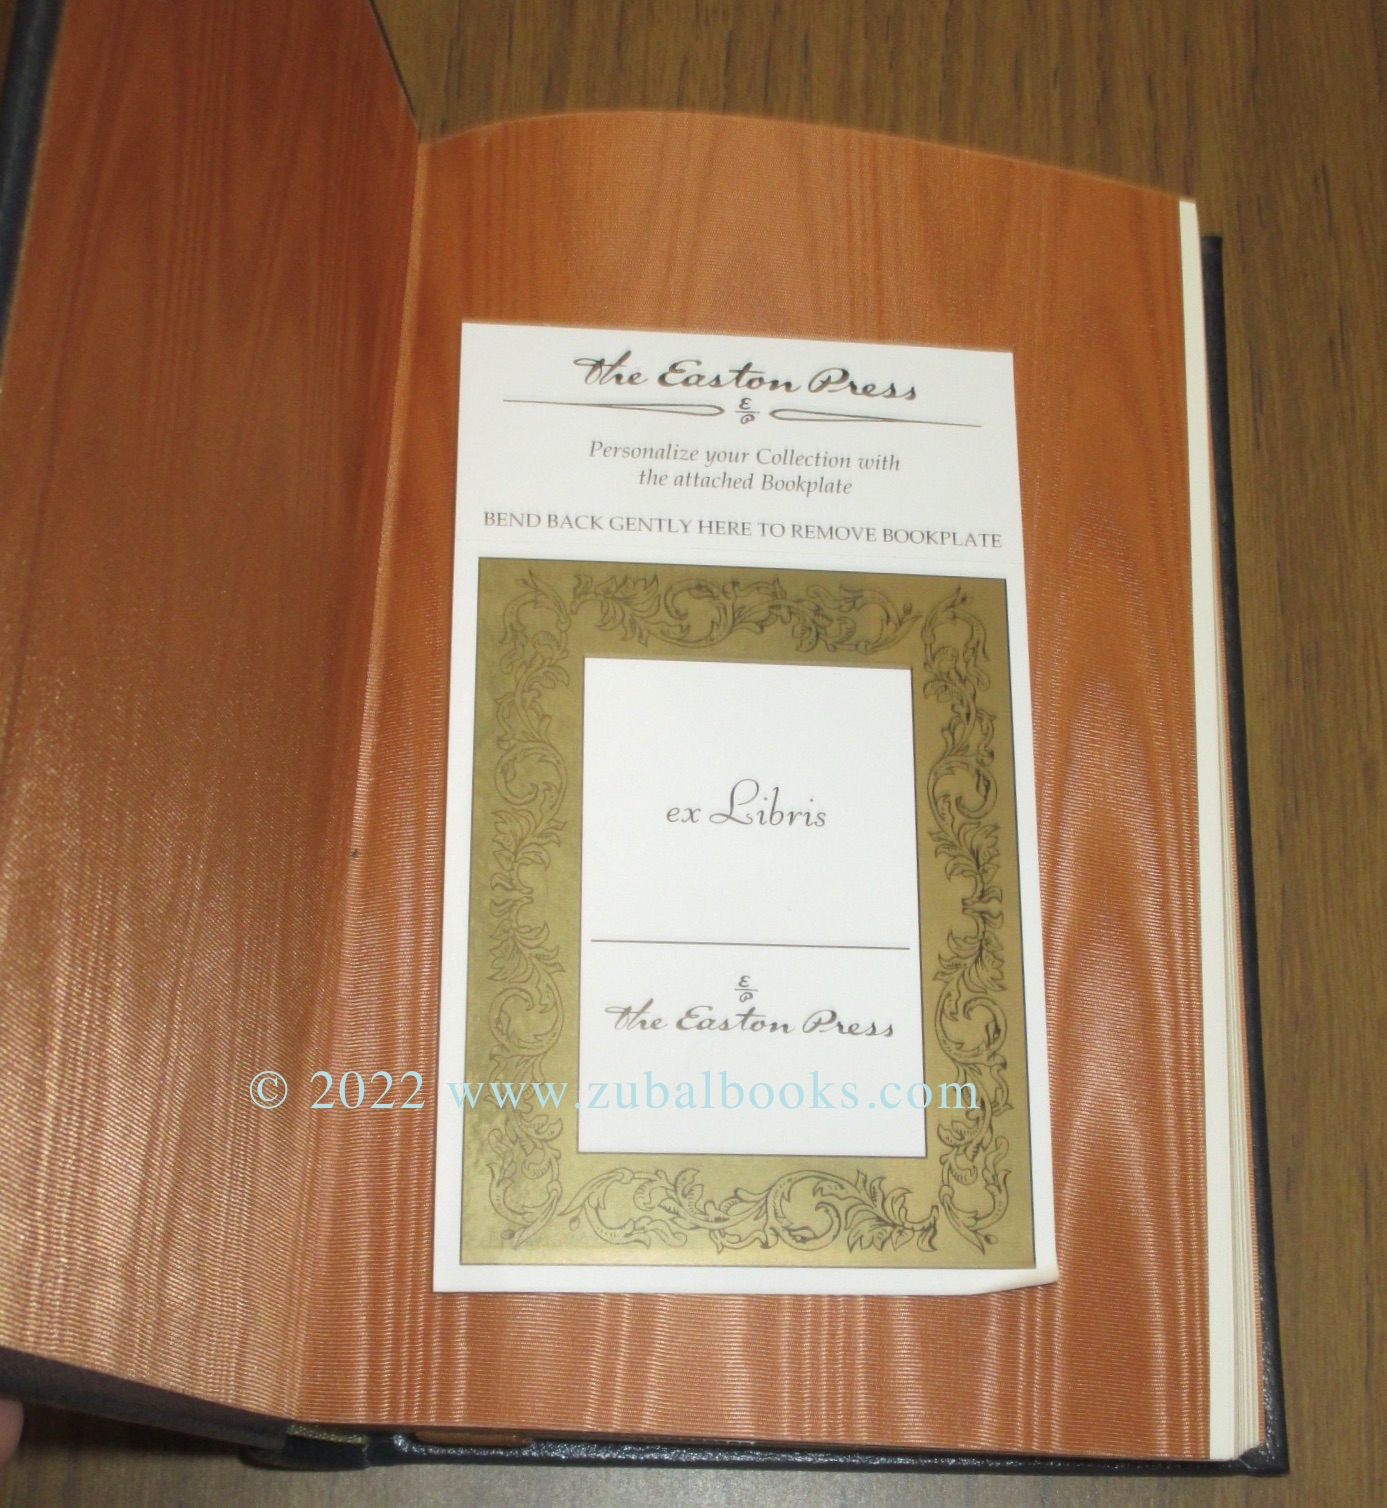 The Easton Press
E
P
Personalize your Collection with
the attached Bookplate
BEND BACK GENTLY HERE TO REMOVE BOOKPLATE
ex Libris
E
P
The Easton Press
© 2022 www.zubalbooks.com